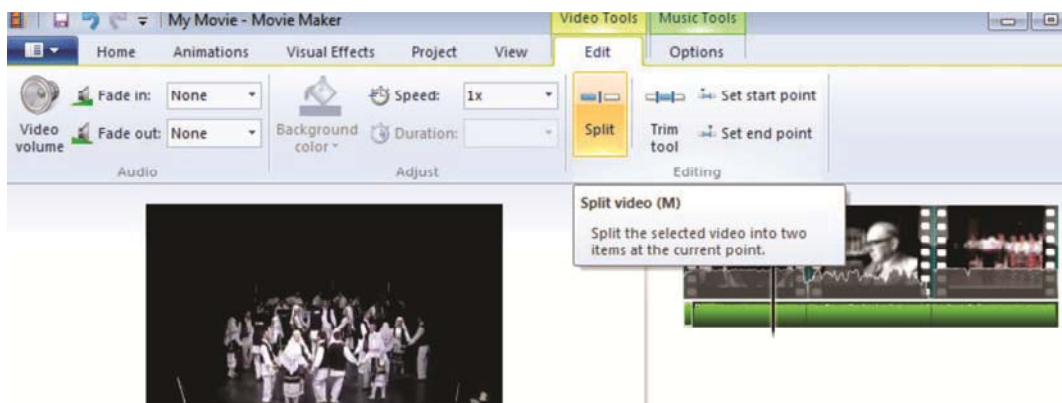 My Movie - Movie Maker
Video Tools
Music Tools
Home
Animations
Visual Effects
Project
View
Edit
Options
Video volume
Fade in: None
Fade out: None
Audio
Background color
Speed: 1x
Duration:
Adjust
Split
Trim tool
Set start point
Set end point
Editing
Split video (M)
Split the selected video into two
items at the current point.